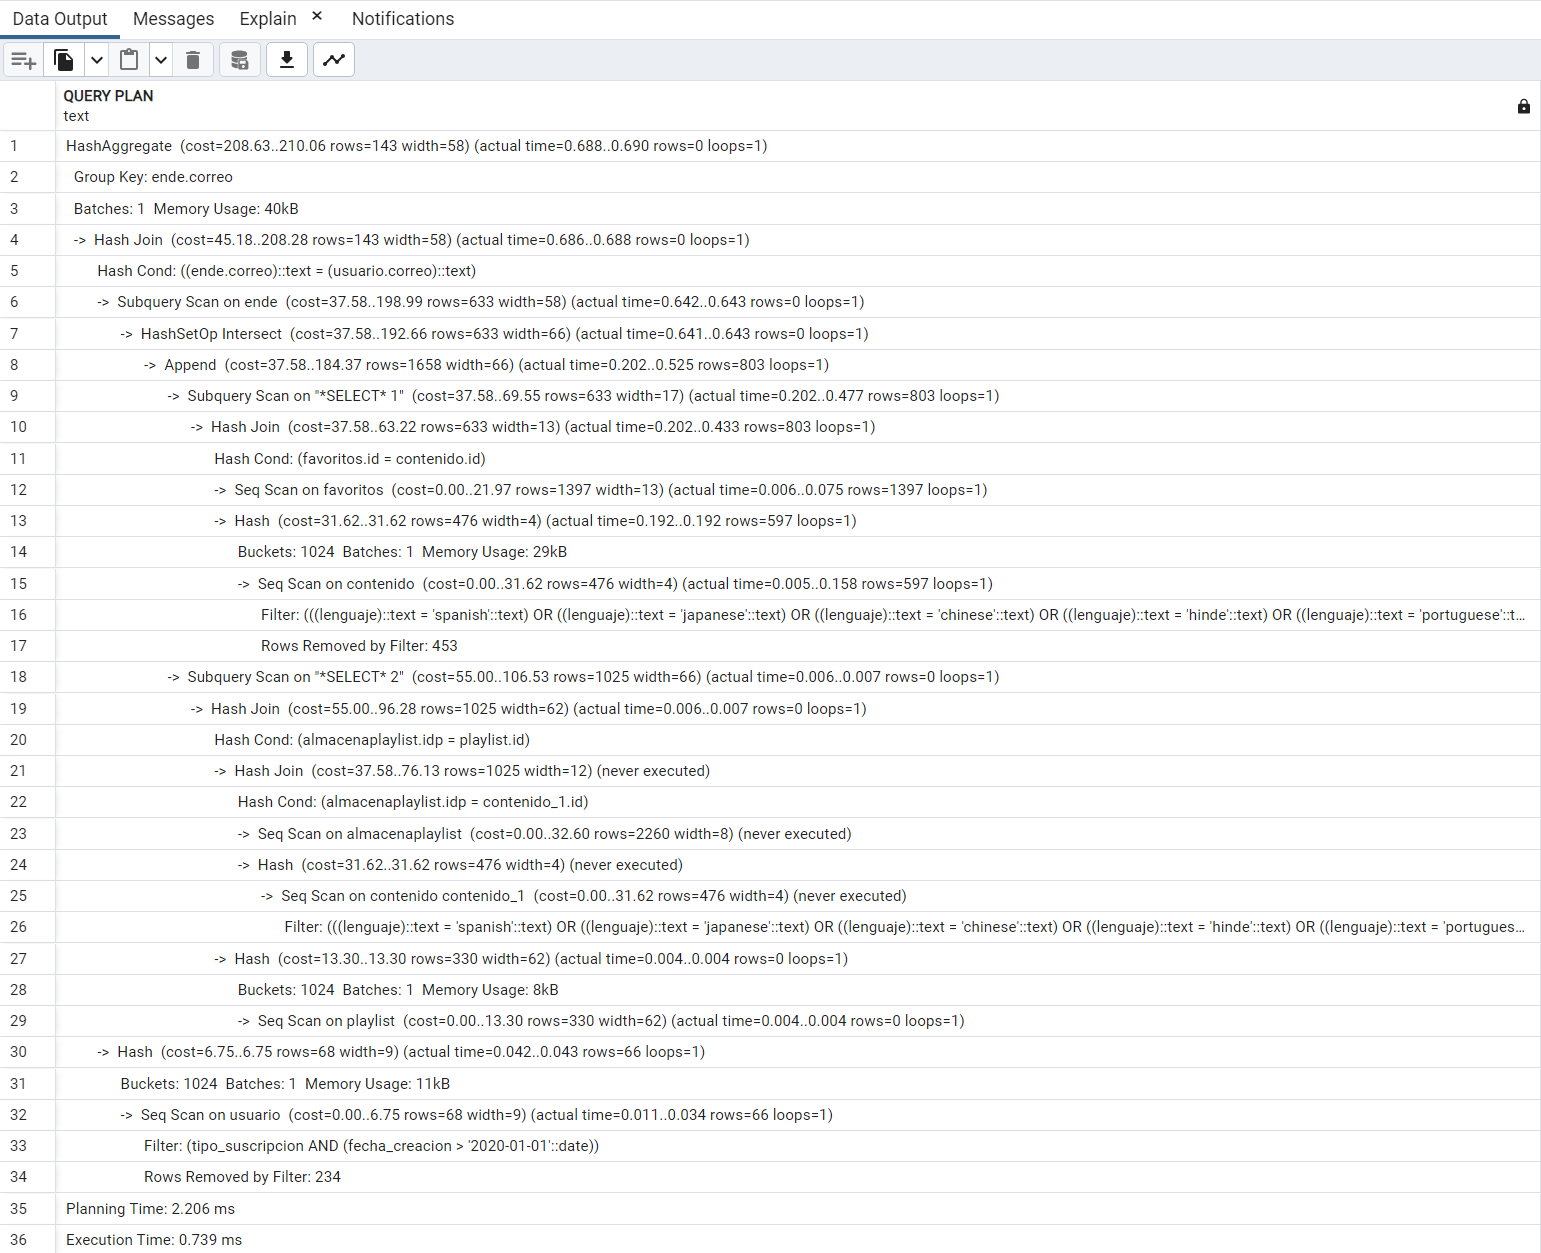 Data Output Messages Explain × Notifications
QUERY PLAN
text
1 HashAggregate (cost=208.63..210.06 rows=143 width=58) (actual time=0.688..0.690 rows=0 loops=1)
2 Group Key: ende.correo
3 Batches: 1 Memory Usage: 40kB
4 -> Hash Join (cost=45.18..208.28 rows=143 width=58) (actual time=0.686..0.688 rows=0 loops=1)
5 Hash Cond: ((ende.correo)::text = (usuario.correo)::text)
6 -> Subquery Scan on ende (cost=37.58..198.99 rows=633 width=58) (actual time=0.642..0.643 rows=0 loops=1)
7 -> HashSetOp Intersect (cost=37.58..192.66 rows=633 width=66) (actual time=0.641..0.643 rows=0 loops=1)
8 -> Append (cost=37.58..184.37 rows=1658 width=66) (actual time=0.202..0.525 rows=803 loops=1)
9 -> Subquery Scan on "*SELECT* 1" (cost=37.58..69.55 rows=633 width=17) (actual time=0.202..0.477 rows=803 loops=1)
10 -> Hash Join (cost=37.58..63.22 rows=633 width=13) (actual time=0.202..0.433 rows=803 loops=1)
11 Hash Cond: (favoritos.id = contenido.id)
12 -> Seq Scan on favoritos (cost=0.00..21.97 rows=1397 width=13) (actual time=0.006..0.075 rows=1397 loops=1)
13 -> Hash (cost=31.62..31.62 rows=476 width=4) (actual time=0.192..0.192 rows=597 loops=1)
14 Buckets: 1024 Batches: 1 Memory Usage: 29kB
15 -> Seq Scan on contenido (cost=0.00..31.62 rows=476 width=4) (actual time=0.005..0.158 rows=597 loops=1)
16 Filter: (((lenguaje)::text = 'spanish'::text) OR ((lenguaje)::text = 'japanese'::text) OR ((lenguaje)::text = 'chinese'::text) OR ((lenguaje)::text = 'hinde'::text) OR ((lenguaje)::text = 'portuguese'::t...
17 Rows Removed by Filter: 453
18 -> Subquery Scan on "*SELECT* 2" (cost=55.00..106.53 rows=1025 width=66) (actual time=0.006..0.007 rows=0 loops=1)
19 -> Hash Join (cost=55.00..96.28 rows=1025 width=62) (actual time=0.006..0.007 rows=0 loops=1)
20 Hash Cond: (almacenaplaylist.idp = playlist.id)
21 -> Hash Join (cost=37.58..76.13 rows=1025 width=12) (never executed)
22 Hash Cond: (almacenaplaylist.idp = contenido_1.id)
23 -> Seq Scan on almacenaplaylist (cost=0.00..32.60 rows=2260 width=8) (never executed)
24 -> Hash (cost=31.62..31.62 rows=476 width=4) (never executed)
25 -> Seq Scan on contenido contenido_1 (cost=0.00..31.62 rows=476 width=4) (never executed)
26 Filter: (((lenguaje)::text = 'spanish'::text) OR ((lenguaje)::text = 'japanese'::text) OR ((lenguaje)::text = 'chinese'::text) OR ((lenguaje)::text = 'hinde'::text) OR ((lenguaje)::text = 'portugues...
27 -> Hash (cost=13.30..13.30 rows=330 width=62) (actual time=0.004..0.004 rows=0 loops=1)
28 Buckets: 1024 Batches: 1 Memory Usage: 8kB
29 -> Seq Scan on playlist (cost=0.00..13.30 rows=330 width=62) (actual time=0.004..0.004 rows=0 loops=1)
30 -> Hash (cost=6.75..6.75 rows=68 width=9) (actual time=0.042..0.043 rows=66 loops=1)
31 Buckets: 1024 Batches: 1 Memory Usage: 11kB
32 -> Seq Scan on usuario (cost=0.00..6.75 rows=68 width=9) (actual time=0.011..0.034 rows=66 loops=1)
33 Filter: (tipo_suscripcion AND (fecha_creacion > '2020-01-01'::date))
34 Rows Removed by Filter: 234
35 Planning Time: 2.206 ms
36 Execution Time: 0.739 ms